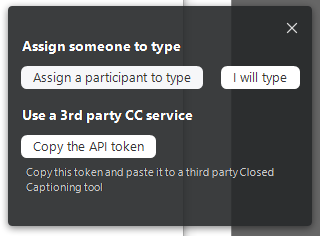 Assign someone to type
Assign a participant to type I will type
Use a 3rd party CC service
Copy the API token
Copy this token and paste it to a third party Closed
Captioning tool